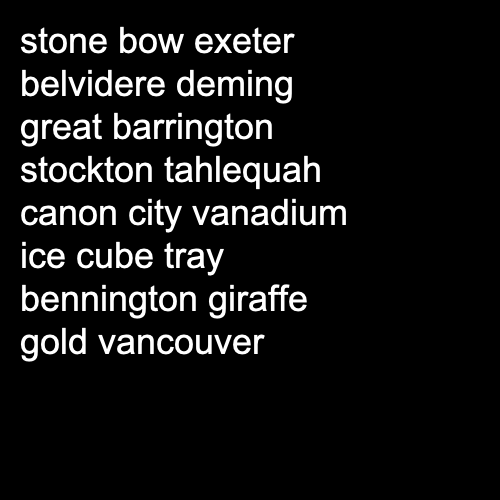 stone bow exeter
belvidere deming
great barrington
stockton tahlequah
canon city vanadium
ice cube tray
bennington giraffe
gold vancouver